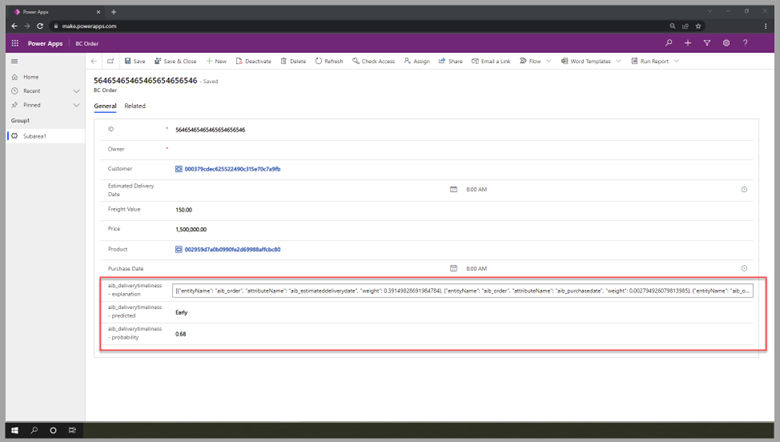 Power Apps
make.powerapps.com
Power Apps BC Order
Save Save & Close New Deactivate Delete Refresh Check Access Assign Share Email a Link Flow Word Templates Run Report
Home
Recent
Pinned
Group1
Subarea1
56465465465465654656546 - Saved
BC Order
General Related
ID * 56465465465465654656546
Owner *
Customer 000379cdec625522490c315e70c7a9fb
Estimated Delivery
Date
8:00 AM
Freight Value 150.00
Price 1,500,000.00
Product 002959d7a0b0990fe2d69988affcbc80
Purchase Date 8:00 AM
aib_deliverytimeliness
- explanation
[{"entityName": "aib_order". "attributeName": "aib_estimateddeliverydate", "weight": 0.39149828691984784}, {"entityName": "aib_order". "attributeName": "aib_purchasedate", "weight": 0.002794926079813985}, {"entityName": "aib_o...
aib_deliverytimeliness
- predicted
Early
aib_deliverytimeliness
- probability
0.68